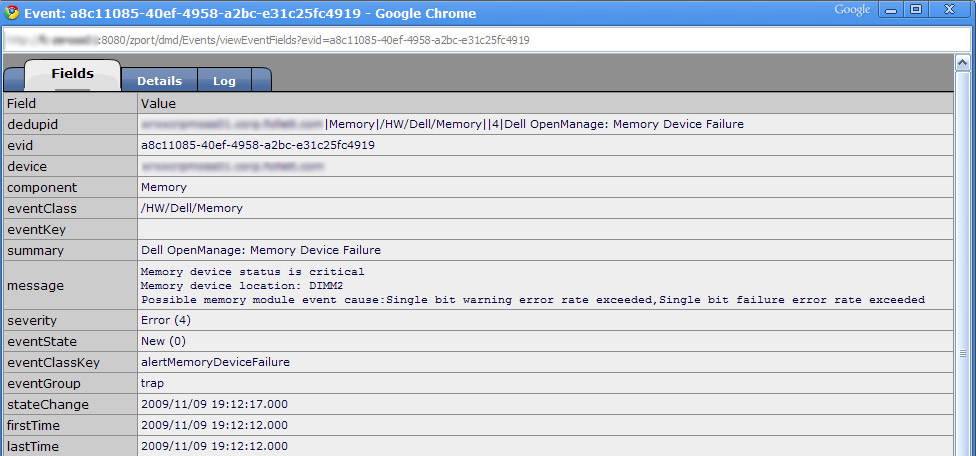 Event: a8c11085-40ef-4958-a2bc-e31c25fc4919 - Google Chrome
Google
:8080/zport/dmd/Events/viewEventFields?evid=a8c11085-40ef-4958-a2bc-e31c25fc4919
Fields Details Log
Field Value
dedupid |Memory|/HW/Dell/Memory||4|Dell OpenManage: Memory Device Failure
evid a8c11085-40ef-4958-a2bc-e31c25fc4919
device
component Memory
eventClass /HW/Dell/Memory
eventKey
summary Dell OpenManage: Memory Device Failure
message Memory device status is critical
Memory device location: DIMM2
Possible memory module event cause:Single bit warning error rate exceeded,Single bit failure error rate exceeded
severity Error (4)
eventState New (0)
eventClassKey alertMemoryDeviceFailure
eventGroup trap
stateChange 2009/11/09 19:12:17.000
firstTime 2009/11/09 19:12:12.000
lastTime 2009/11/09 19:12:12.000